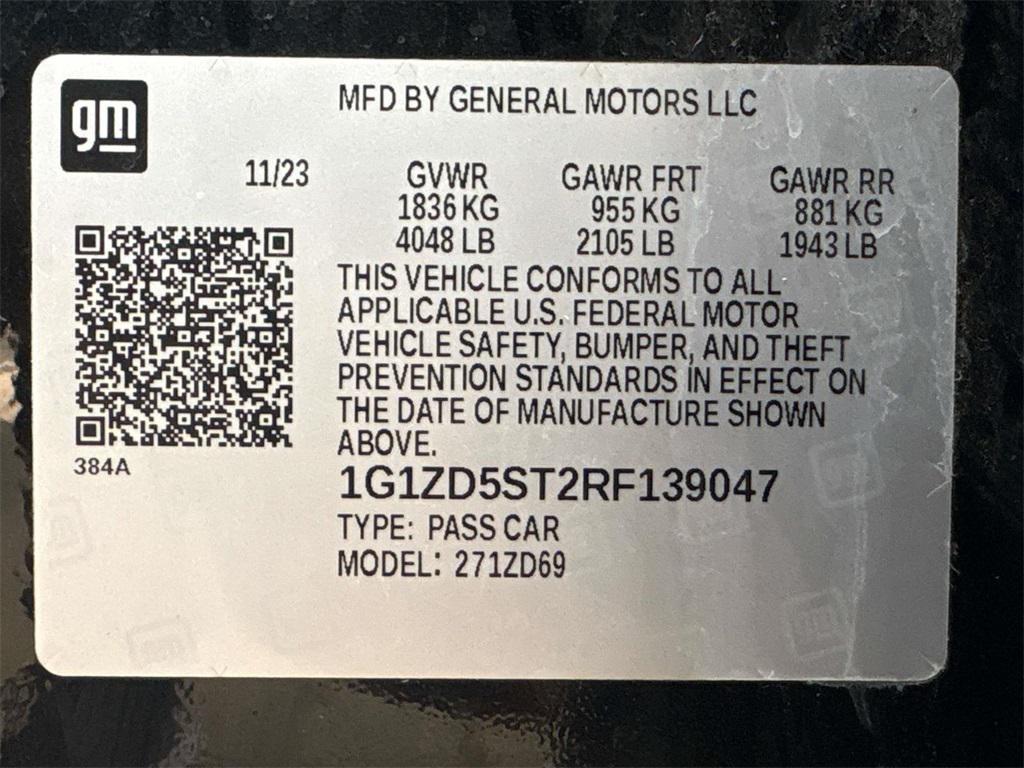 gm
MFD BY GENERAL MOTORS LLC
11/23 GVWR GAWR FRT GAWR RR
1836 KG 955 KG 881 KG
4048 LB 2105 LB 1943 LB
THIS VEHICLE CONFORMS TO ALL
APPLICABLE U.S. FEDERAL MOTOR
VEHICLE SAFETY, BUMPER, AND THEFT
PREVENTION STANDARDS IN EFFECT ON
THE DATE OF MANUFACTURE SHOWN
ABOVE.
384A
1G1ZD5ST2RF139047
TYPE: PASS CAR
MODEL: 271ZD69